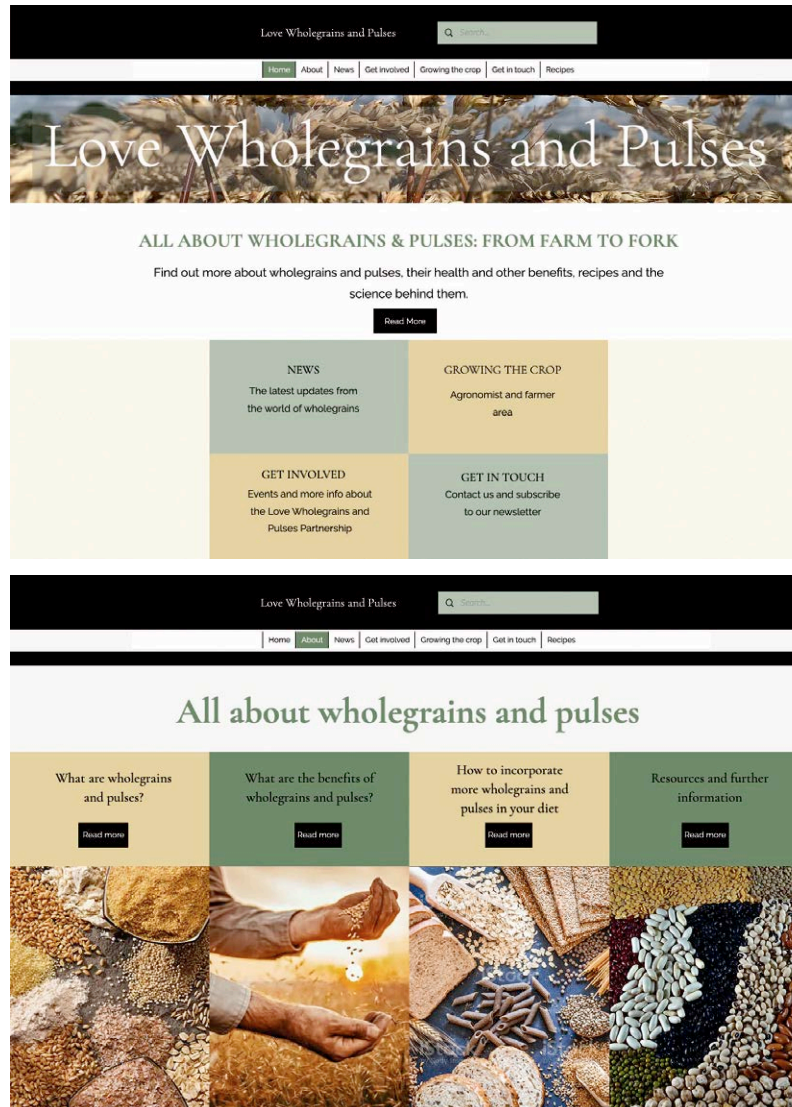 Love Wholegrains and Pulses
Search...
Home About News Get involved Growing the crop Get in touch Recipes
Love Wholegrains and Pulses
ALL ABOUT WHOLEGRAINS & PULSES: FROM FARM TO FORK
Find out more about wholegrains and pulses, their health and other benefits, recipes and the
science behind them.
Read More
NEWS
The latest updates from
the world of wholegrains
GROWING THE CROP
Agronomist and farmer
area
GET INVOLVED
Events and more info about
the Love Wholegrains and
Pulses Partnership
GET IN TOUCH
Contact us and subscribe
to our newsletter
Love Wholegrains and Pulses
Search...
Home About News Get involved Growing the crop Get in touch Recipes
All about wholegrains and pulses
What are wholegrains
and pulses?
Read more
What are the benefits of
wholegrains and pulses?
Read more
How to incorporate
more wholegrains and
pulses in your diet
Read more
Resources and further
information
Read more